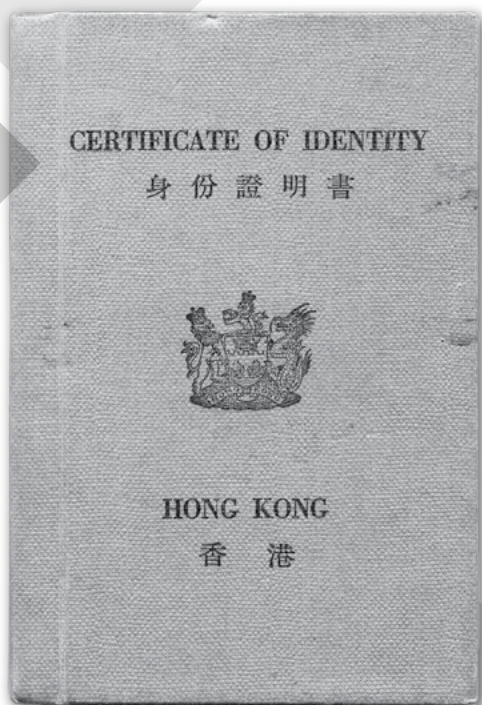 CERTIFICATE OF IDENTITY
身份證明書
HONG KONG
香港